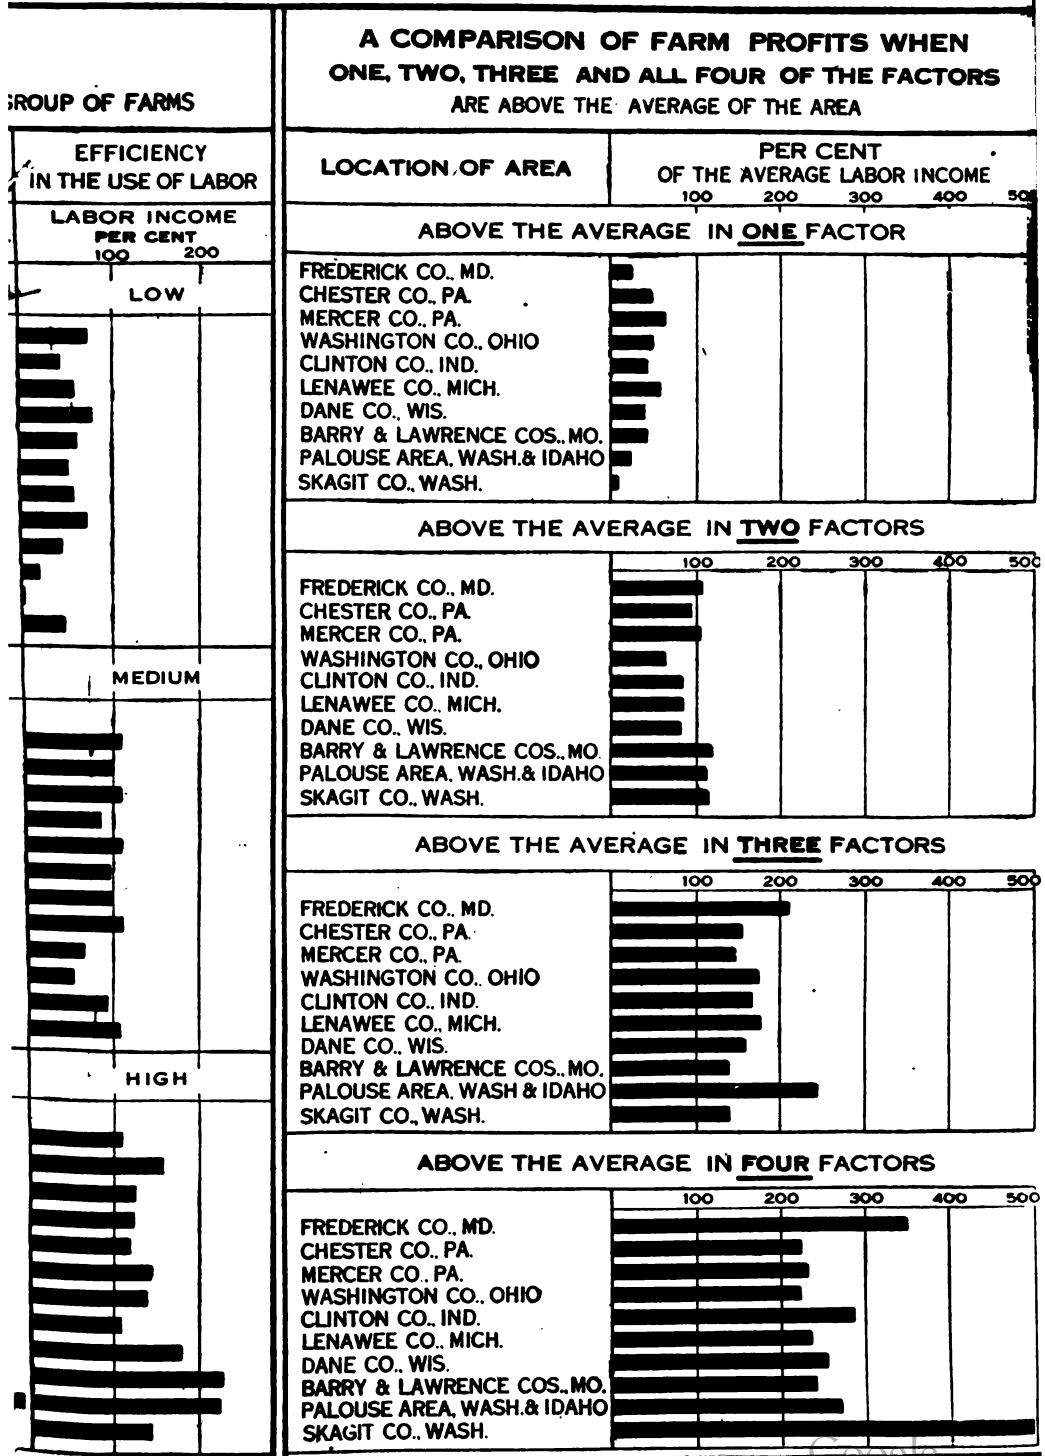 GROUP OF FARMS
EFFICIENCY
IN THE USE OF LABOR
LABOR INCOME
PER CENT
100 200
LOW
MEDIUM
HIGH
A COMPARISON OF FARM PROFITS WHEN
ONE, TWO, THREE AND ALL FOUR OF THE FACTORS
ARE ABOVE THE AVERAGE OF THE AREA
LOCATION OF AREA
PER CENT
OF THE AVERAGE LABOR INCOME
100 200 300 400 500
ABOVE THE AVERAGE IN ONE FACTOR
FREDERICK CO., MD.
CHESTER CO., PA.
MERCER CO., PA.
WASHINGTON CO., OHIO
CLINTON CO., IND.
LENAWEE CO., MICH.
DANE CO., WIS.
BARRY & LAWRENCE COS., MO.
PALOUSE AREA, WASH. & IDAHO
SKAGIT CO., WASH.
ABOVE THE AVERAGE IN TWO FACTORS
100 200 300 400 500
FREDERICK CO., MD.
CHESTER CO., PA.
MERCER CO., PA.
WASHINGTON CO., OHIO
CLINTON CO., IND.
LENAWEE CO., MICH.
DANE CO., WIS.
BARRY & LAWRENCE COS., MO.
PALOUSE AREA, WASH. & IDAHO
SKAGIT CO., WASH.
ABOVE THE AVERAGE IN THREE FACTORS
100 200 300 400 500
FREDERICK CO., MD.
CHESTER CO., PA.
MERCER CO., PA.
WASHINGTON CO., OHIO
CLINTON CO., IND.
LENAWEE CO., MICH.
DANE CO., WIS.
BARRY & LAWRENCE COS., MO.
PALOUSE AREA, WASH & IDAHO
SKAGIT CO., WASH.
ABOVE THE AVERAGE IN FOUR FACTORS
100 200 300 400 500
FREDERICK CO., MD.
CHESTER CO., PA.
MERCER CO., PA.
WASHINGTON CO., OHIO
CLINTON CO., IND.
LENAWEE CO., MICH.
DANE CO., WIS.
BARRY & LAWRENCE COS., MO.
PALOUSE AREA, WASH. & IDAHO
SKAGIT CO., WASH.
Google